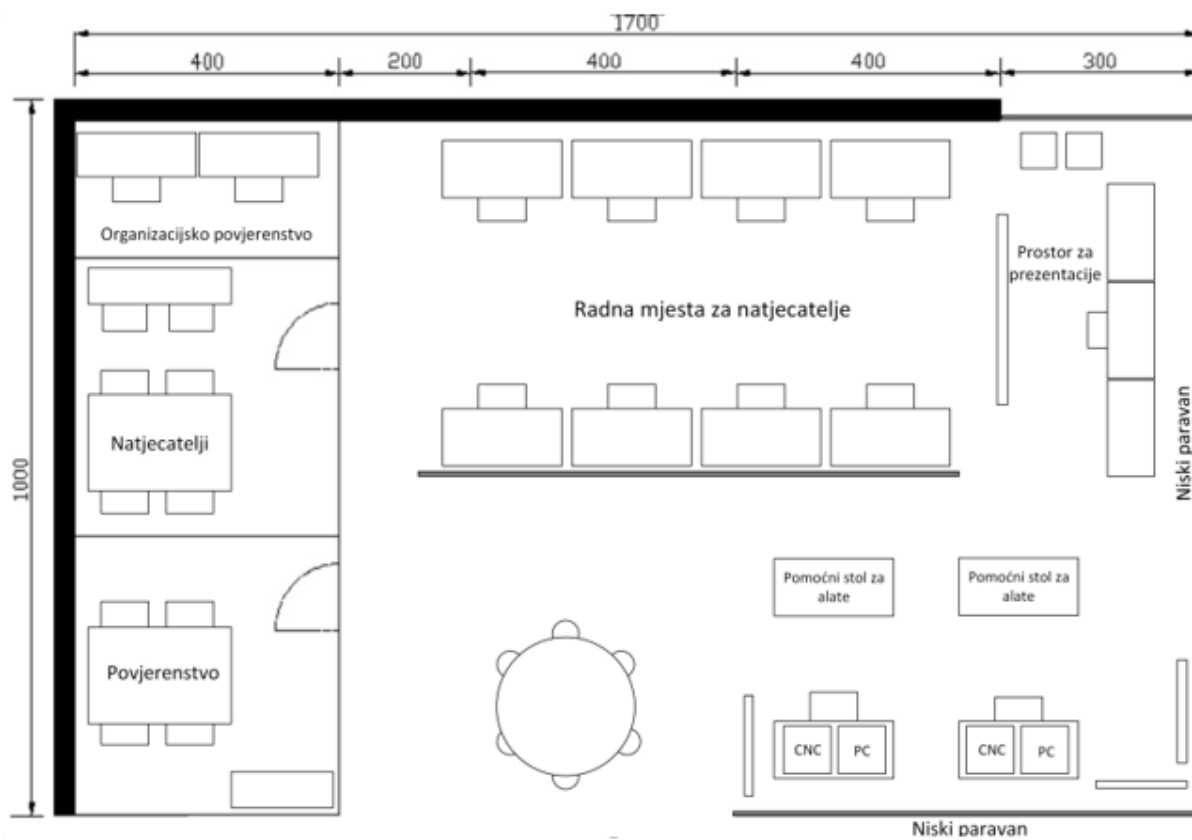 1700
400
200
400
400
300
1000
Organizacijsko povjerenstvo
Natjecatelji
Povjerenstvo
Radna mjesta za natjecatelje
Prostor za
prezentacije
Niski paravan
Pomoćni stol za
alate
Pomoćni stol za
alate
CNC
PC
CNC
PC
Niski paravan